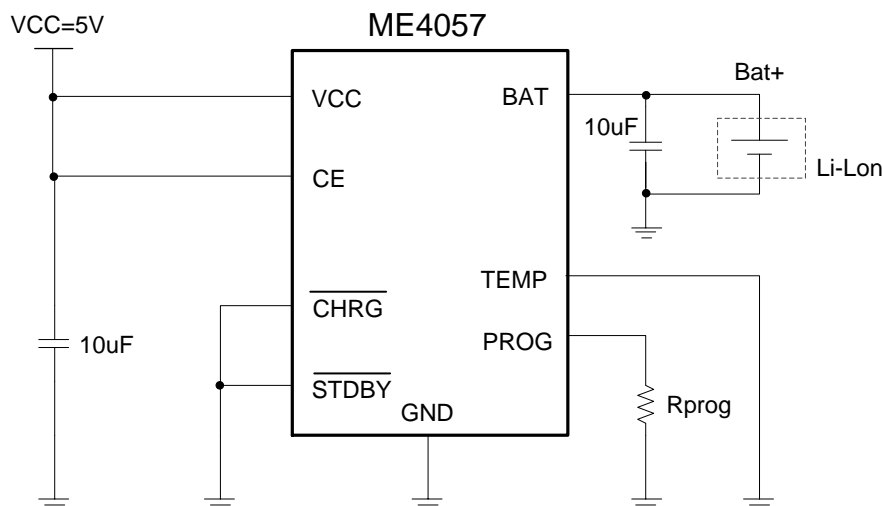 ME4057
VCC=5V
VCC
BAT
Bat+
10uF
CE
Li-Lon
TEMP
CHRG
10uF
PROG
STDBY
Rprog
GND